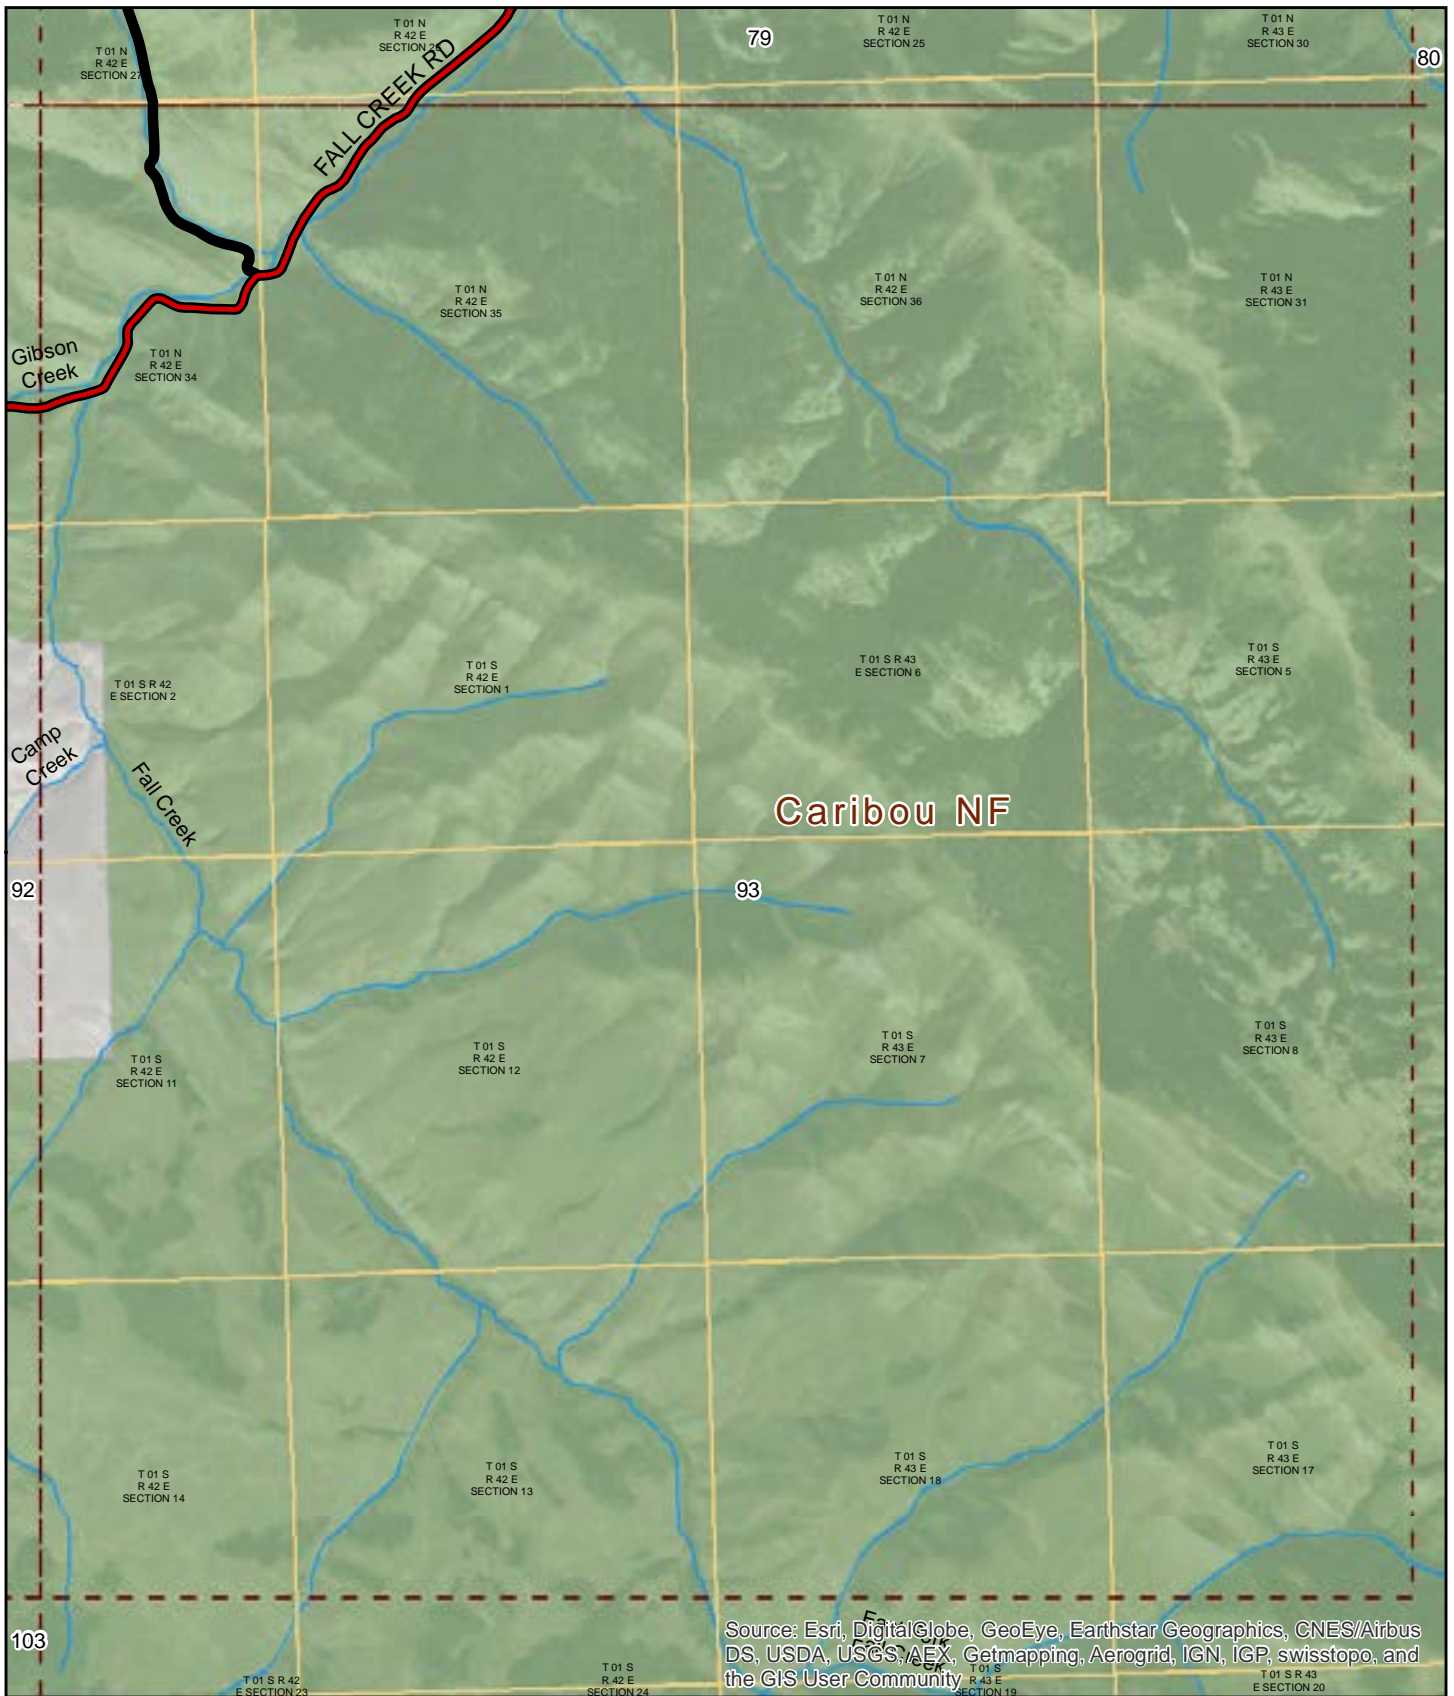 T 01 N
R 42 E
SECTION 27
T 01 N
R 42 E
SECTION 26
79
T 01 N
R 42 E
SECTION 25
T 01 N
R 43 E
SECTION 30
80
FALL CREEK RD
T 01 N
R 42 E
SECTION 35
T 01 N
R 42 E
SECTION 36
T 01 N
R 43 E
SECTION 31
Gibson
Creek
T 01 N
R 42 E
SECTION 34
T 01 S R 42
E SECTION 2
T 01 S
R 42 E
SECTION 1
T 01 S R 43
E SECTION 6
T 01 S
R 43 E
SECTION 5
Camp
Creek
Fall Creek
Caribou NF
92
93
T 01 S
R 42 E
SECTION 11
T 01 S
R 42 E
SECTION 12
T 01 S
R 43 E
SECTION 7
T 01 S
R 43 E
SECTION 8
T 01 S
R 42 E
SECTION 14
T 01 S
R 42 E
SECTION 13
T 01 S
R 43 E
SECTION 18
T 01 S
R 43 E
SECTION 17
103
East Fork
Fall Creek
Source: Esri, DigitalGlobe, GeoEye, Earthstar Geographics, CNES/Airbus
DS, USDA, USGS, AEX, Getmapping, Aerogrid, IGN, IGP, swisstopo, and
the GIS User Community
T 01 S R 42
E SECTION 23
T 01 S
R 42 E
SECTION 24
T 01 S
R 43 E
SECTION 19
T 01 S R 43
E SECTION 20